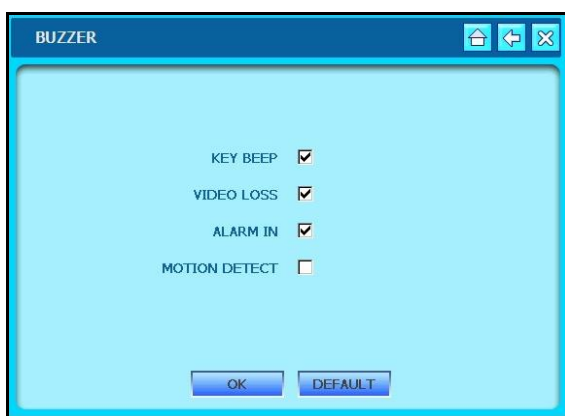 BUZZER
KEY BEEP
VIDEO LOSS
ALARM IN
MOTION DETECT
OK DEFAULT